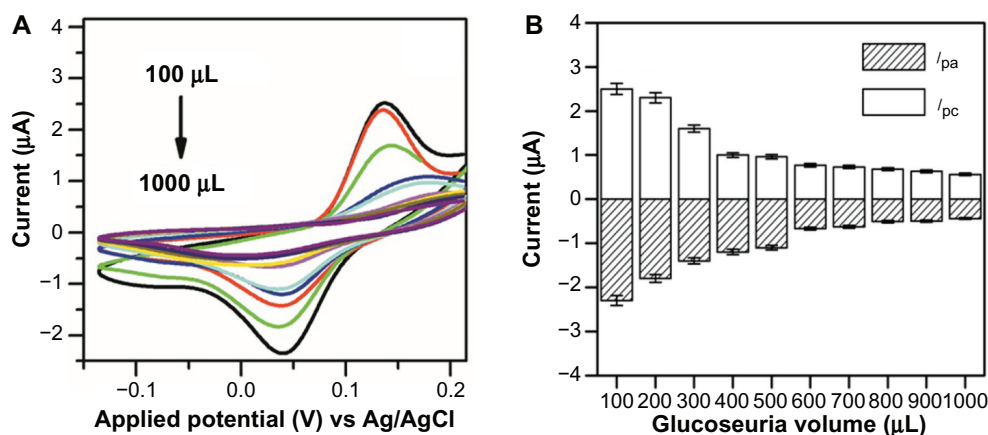 A
4
3
2
1
0
−1
−2
100 µL
1000 µL
Current (µA)
−0.1 0.0 0.1 0.2
Applied potential (V) vs Ag/AgCl
B
4
3
2
1
0
−1
−2
−3
−4
Ipa
Ipc
Current (µA)
100 200 300 400 500 600 700 800 900 1000
Glucoseuria volume (µL)